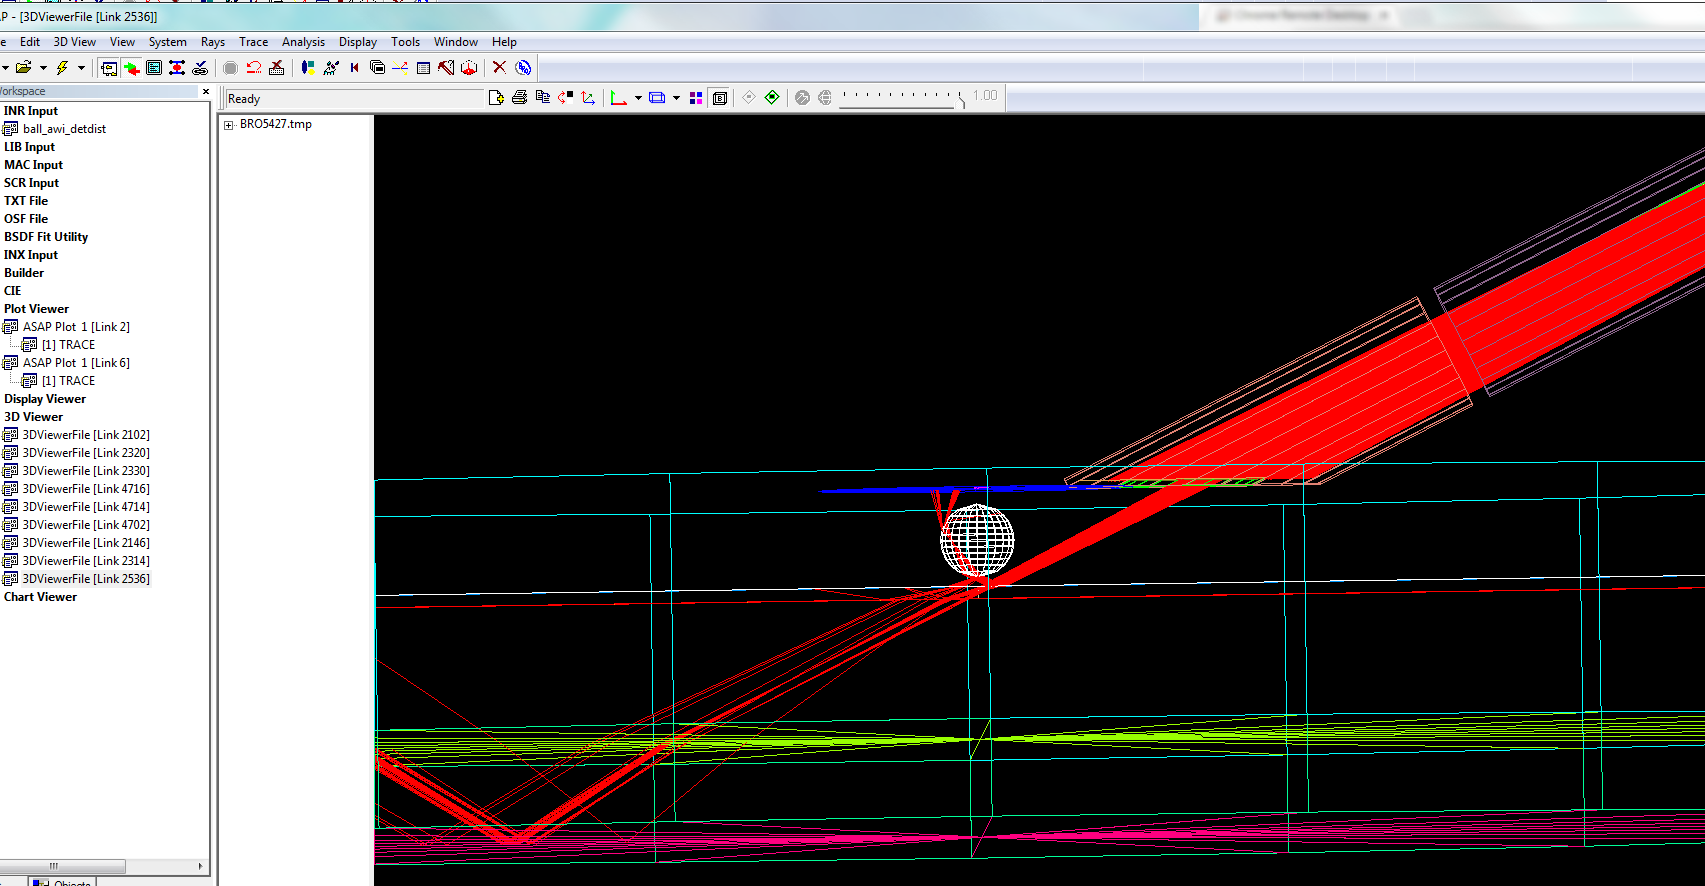 P - [3DViewerFile [Link 2536]]
e Edit 3D View View System Rays Trace Analysis Display Tools Window Help
orkspace
Ready
1.00
INR Input
ball_awi_detdist
LIB Input
MAC Input
SCR Input
TXT File
OSF File
BSDF Fit Utility
INX Input
Builder
CIE
Plot Viewer
ASAP Plot 1 [Link 2]
[1] TRACE
ASAP Plot 1 [Link 6]
[1] TRACE
Display Viewer
3D Viewer
3DViewerFile [Link 2102]
3DViewerFile [Link 2320]
3DViewerFile [Link 2330]
3DViewerFile [Link 4716]
3DViewerFile [Link 4714]
3DViewerFile [Link 4702]
3DViewerFile [Link 2146]
3DViewerFile [Link 2314]
3DViewerFile [Link 2536]
Chart Viewer
BRO5427.tmp
Objects